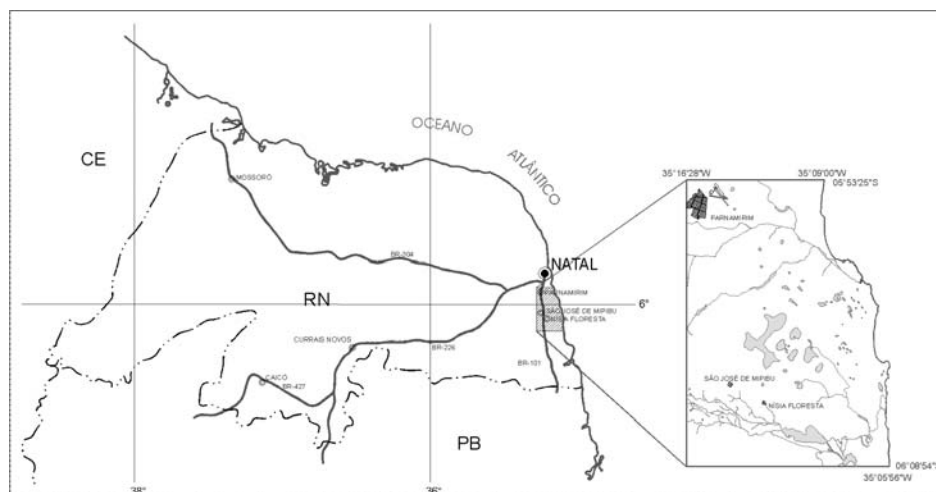 OCEANO
ATLÂNTICO
CE
MOSSORÓ
BR-304
NATAL
PARNAMIRIM
RN
6°
SÃO JOSÉ DE MIPIBU
NÍSIA FLORESTA
CURRAIS NOVOS
BR-226
BR-101
CAICÓ
BR-427
PB
38°
36°
35°16'28"W
35°09'00"W
05°53'25"S
PARNAMIRIM
SÃO JOSÉ DE MIPIBU
NÍSIA FLORESTA
06°08'54"S
35°05'56"W